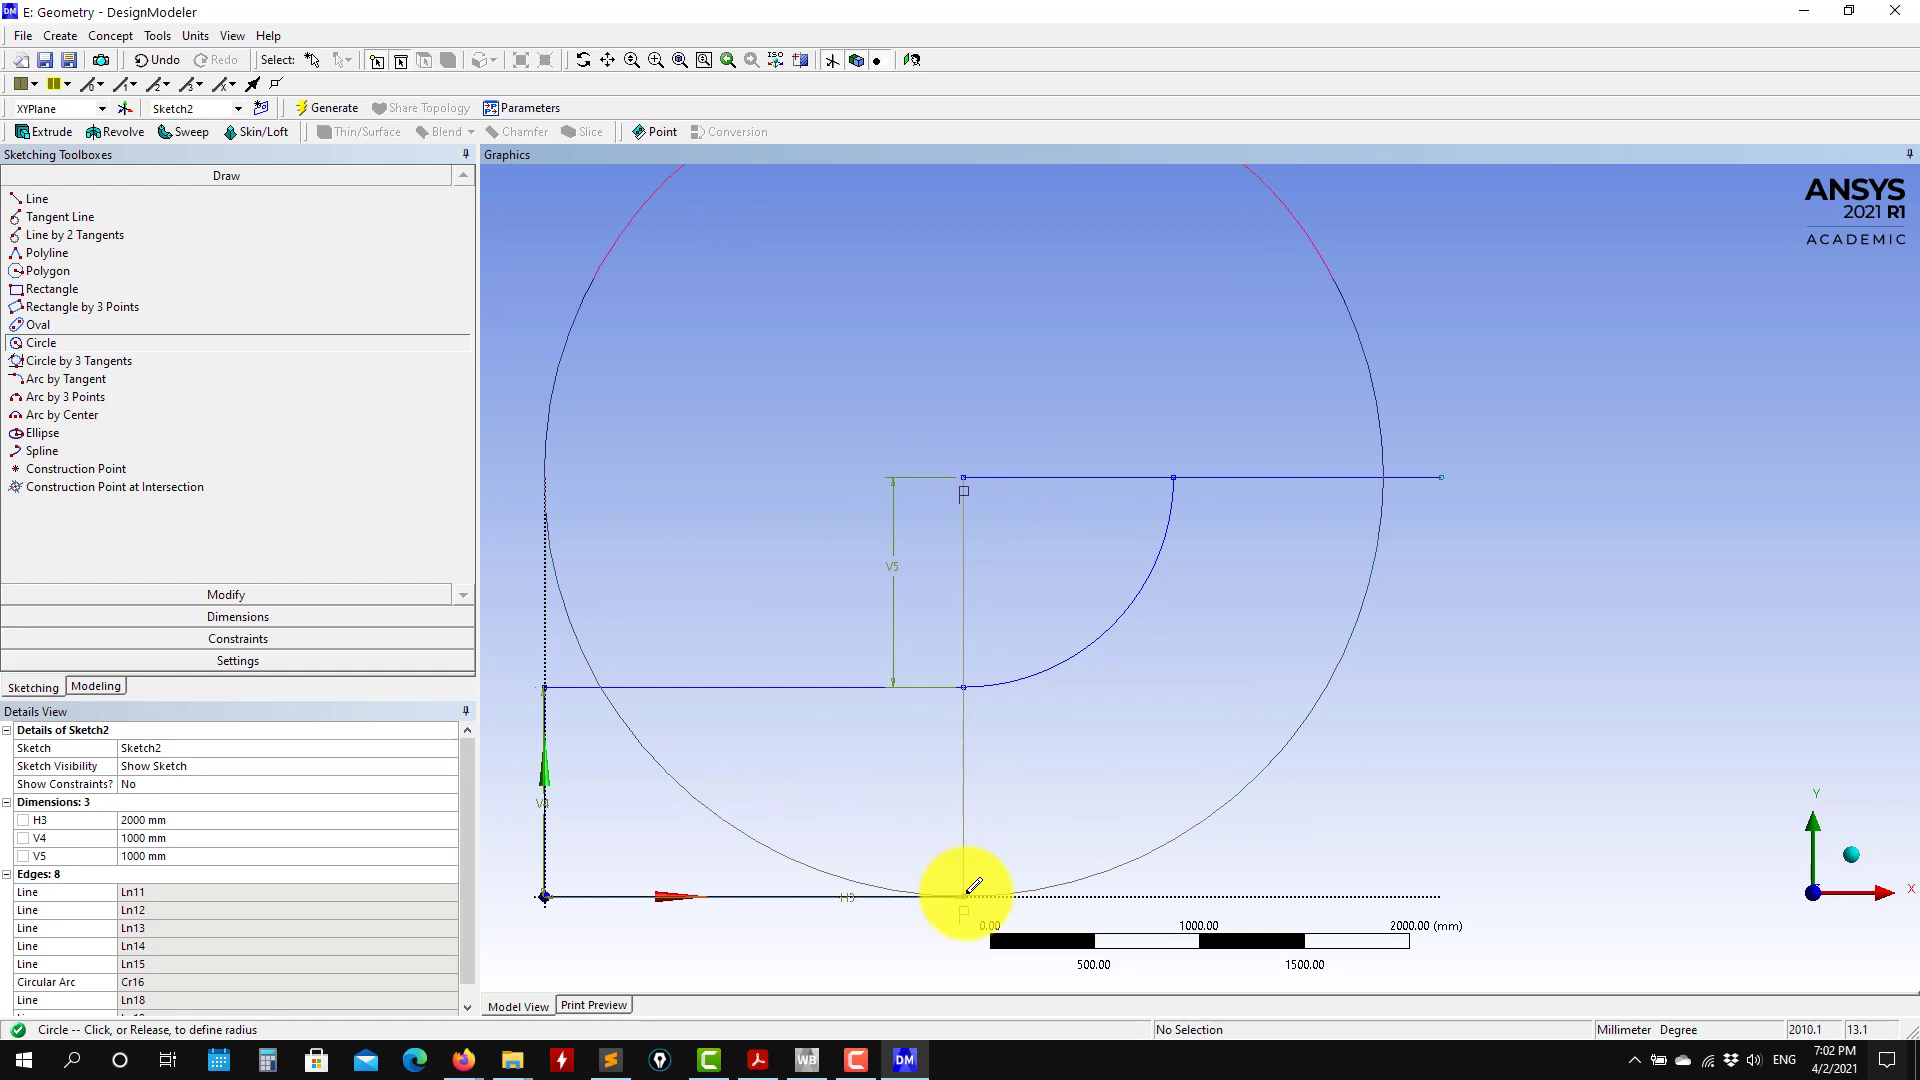 E: Geometry - DesignModeler
File Create Concept Tools Units View Help
Undo Redo Select: ISO
XYPlane Sketch2 Generate Share Topology Parameters
Extrude Revolve Sweep Skin/Loft Thin/Surface Blend Chamfer Slice Point Conversion
Sketching Toolboxes
Graphics
Draw
Line
Tangent Line
Line by 2 Tangents
Polyline
Polygon
Rectangle
Rectangle by 3 Points
Oval
Circle
Circle by 3 Tangents
Arc by Tangent
Arc by 3 Points
Arc by Center
Ellipse
Spline
Construction Point
Construction Point at Intersection
Modify
Dimensions
Constraints
Settings
Sketching Modeling
Details View
Details of Sketch2
Sketch Sketch2
Sketch Visibility Show Sketch
Show Constraints? No
Dimensions: 3
H3 2000 mm
V4 1000 mm
V5 1000 mm
Edges: 8
Line Ln11
Line Ln12
Line Ln13
Line Ln14
Line Ln15
Circular Arc Cr16
Line Ln18
ANSYS
2021 R1
ACADEMIC
V5
V4
H3
P
0.00 1000.00 2000.00 (mm)
500.00 1500.00
Y
X
Model View Print Preview
Circle -- Click, or Release, to define radius
No Selection
Millimeter Degree 2010.1 13.1
WB DM
ENG
7:02 PM
4/2/2021